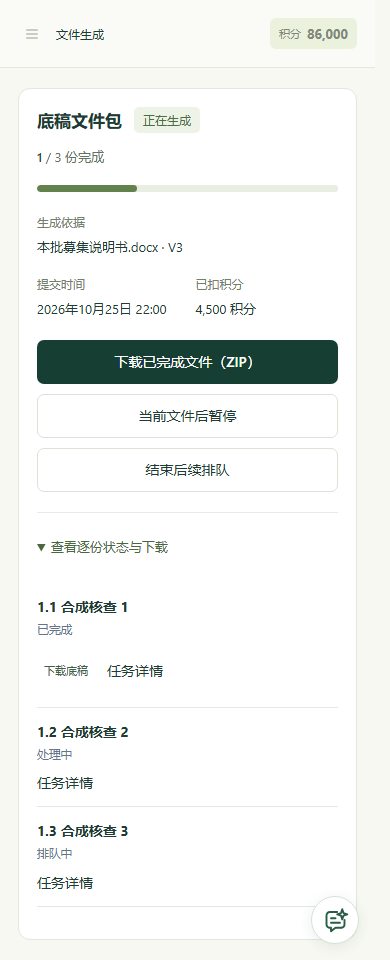 文件生成
积分 86,000
底稿文件包 正在生成
1 / 3 份完成
生成依据
本批募集说明书.docx · V3
提交时间 已扣积分
2026年10月25日 22:00 4,500 积分
下载已完成文件（ZIP）
当前文件后暂停
结束后续排队
▼ 查看逐份状态与下载
1.1 合成核查 1
已完成
下载底稿 任务详情
1.2 合成核查 2
处理中
任务详情
1.3 合成核查 3
排队中
任务详情